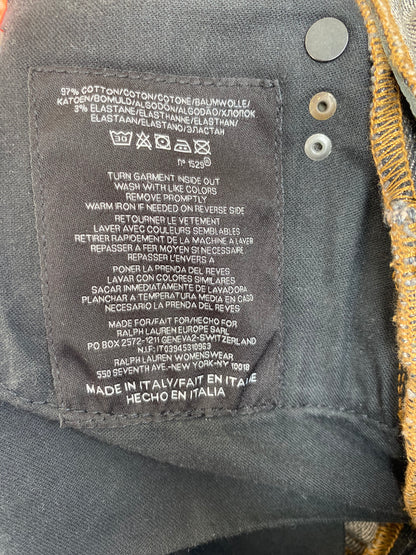 97% COTTON/COTON/COTONE/BAUMWOLLE/
KATOEN/BOMULD/ALGODÓN/ALGODÃO/ХЛОПОК
3% ELASTANE/ELASTHANNE/ELASTHAN/
ELASTAAN/ELASTANO/ЭЛАСТАН
30
nº 1529
TURN GARMENT INSIDE OUT
WASH WITH LIKE COLORS
REMOVE PROMPTLY
WARM IRON IF NEEDED ON REVERSE SIDE
RETOURNER LE VETEMENT
LAVER AVEC COULEURS SEMBLABLES
RETIRER RAPIDEMENT DE LA MACHINE A LAVER
REPASSER A FER MOYEN SI NECESSAIRE
REPASSER L'ENVERS A
PONER LA PRENDA DEL REVES
LAVAR CON COLORES SIMILARES
SACAR INMEDIATAMENTE DE LAVADORA
PLANCHAR A TEMPERATURA MEDIA EN CASO
NECESARIO LA PRENDA DEL REVES
MADE FOR/FAIT FOR/HECHO FOR
RALPH LAUREN EUROPE SARL
PO BOX 2572-1211 GENEVA2-SWITZERLAND
N.I.F: IT03945310963
RALPH LAUREN WOMENSWEAR
550 SEVENTH AVE.-NEW YORK-NY 10018
MADE IN ITALY/FAIT EN ITALIE
HECHO EN ITALIA